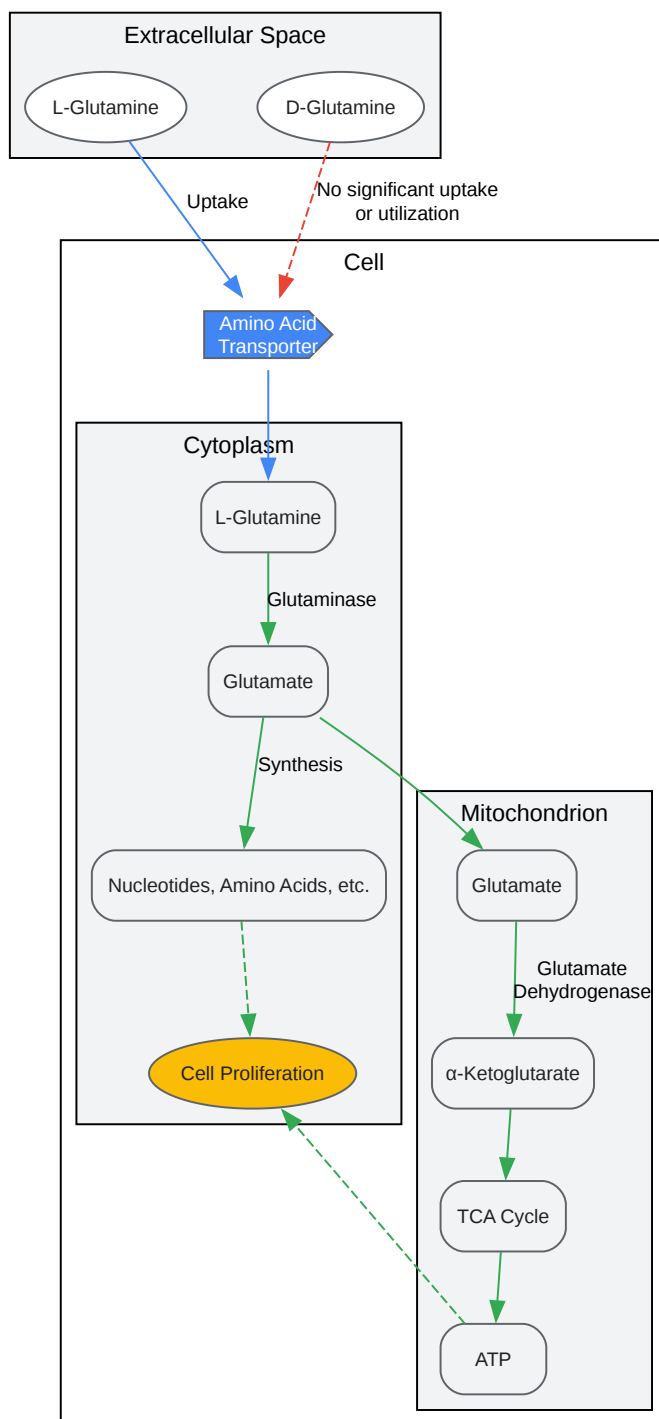 Extracellular Space
L-Glutamine
D-Glutamine
Uptake
No significant uptake
or utilization
Cell
Amino Acid
Transporter
Cytoplasm
L-Glutamine
Glutaminase
Glutamate
Synthesis
Mitochondrion
Nucleotides, Amino Acids, etc.
Glutamate
Glutamate
Dehydrogenase
Cell Proliferation
α-Ketoglutarate
TCA Cycle
ATP